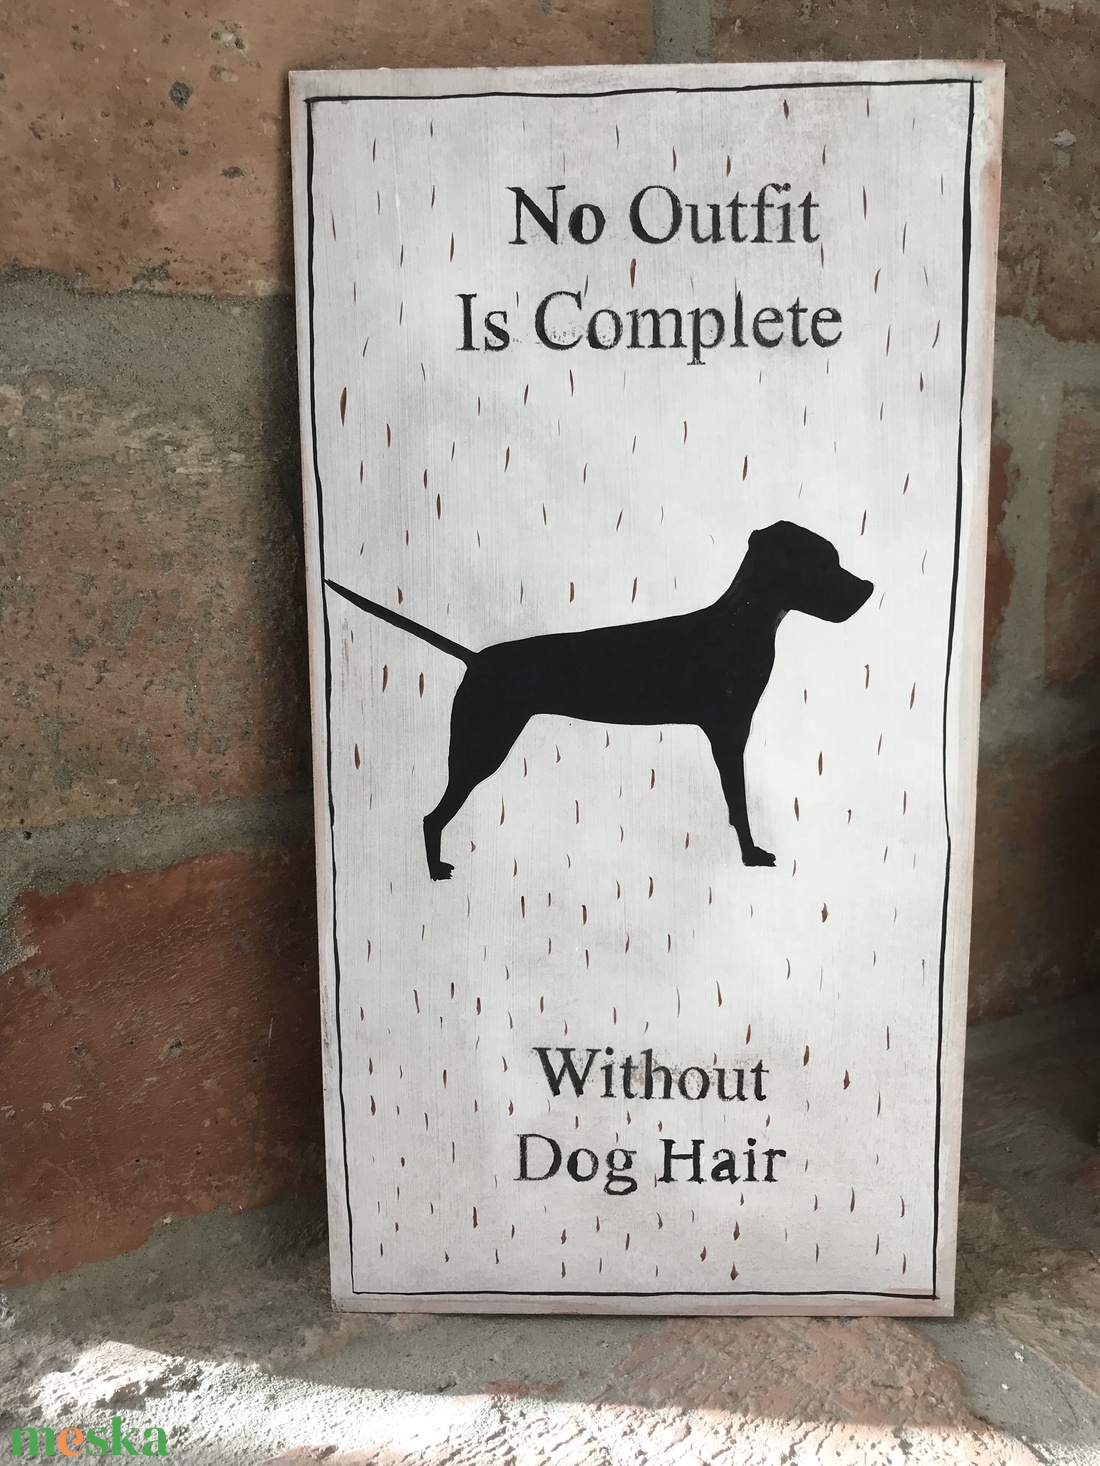 No Outfit
Is Complete
Without
Dog Hair
meska